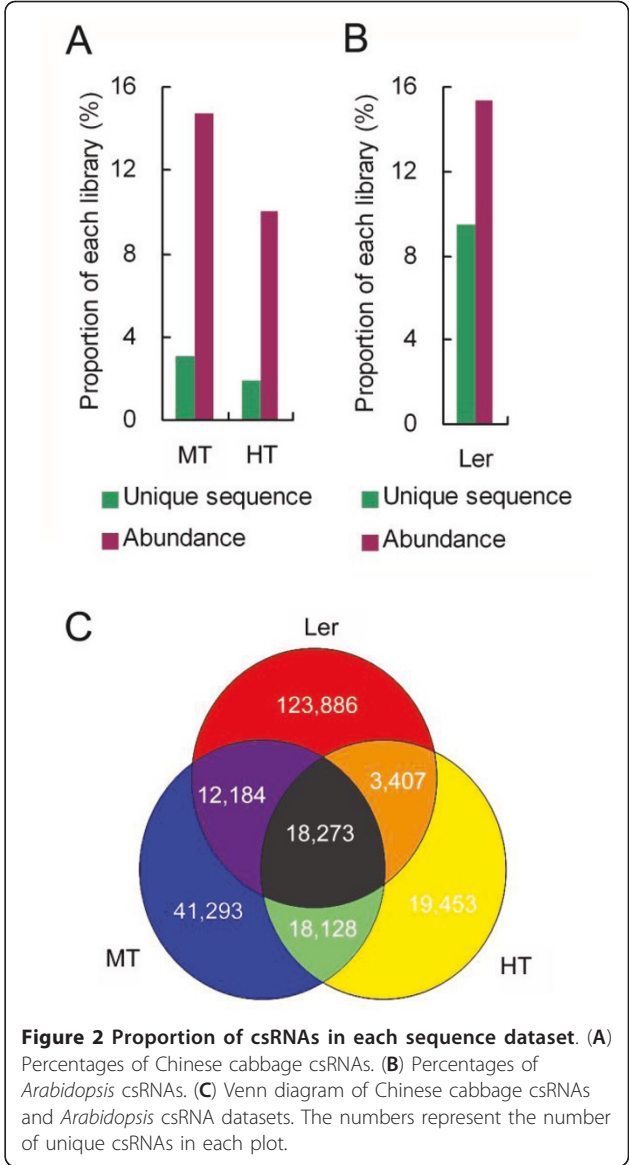 A
Proportion of each library (%)
16
12
8
4
0
MT HT
Unique sequence
Abundance
B
Proportion of each library (%)
16
12
8
4
0
Ler
Unique sequence
Abundance
C
Ler
123,886
12,184
3,407
18,273
41,293
18,128
19,453
MT
HT
Figure 2 Proportion of csRNAs in each sequence dataset. (A)
Percentages of Chinese cabbage csRNAs. (B) Percentages of
Arabidopsis csRNAs. (C) Venn diagram of Chinese cabbage csRNAs
and Arabidopsis csRNA datasets. The numbers represent the number
of unique csRNAs in each plot.